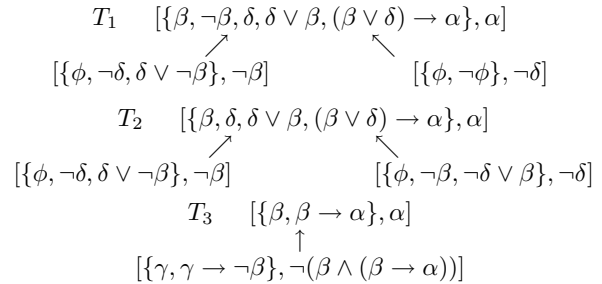 T₁ [{β, ¬β, δ, δ ∨ β, (β ∨ δ) → α}, α]
[{ϕ, ¬δ, δ ∨ ¬β}, ¬β] [{ϕ, ¬ϕ}, ¬δ]
T₂ [{β, δ, δ ∨ β, (β ∨ δ) → α}, α]
[{ϕ, ¬δ, δ ∨ ¬β}, ¬β] [{ϕ, ¬β, ¬δ ∨ β}, ¬δ]
T₃ [{β, β → α}, α]
[{γ, γ → ¬β}, ¬(β ∧ (β → α))]